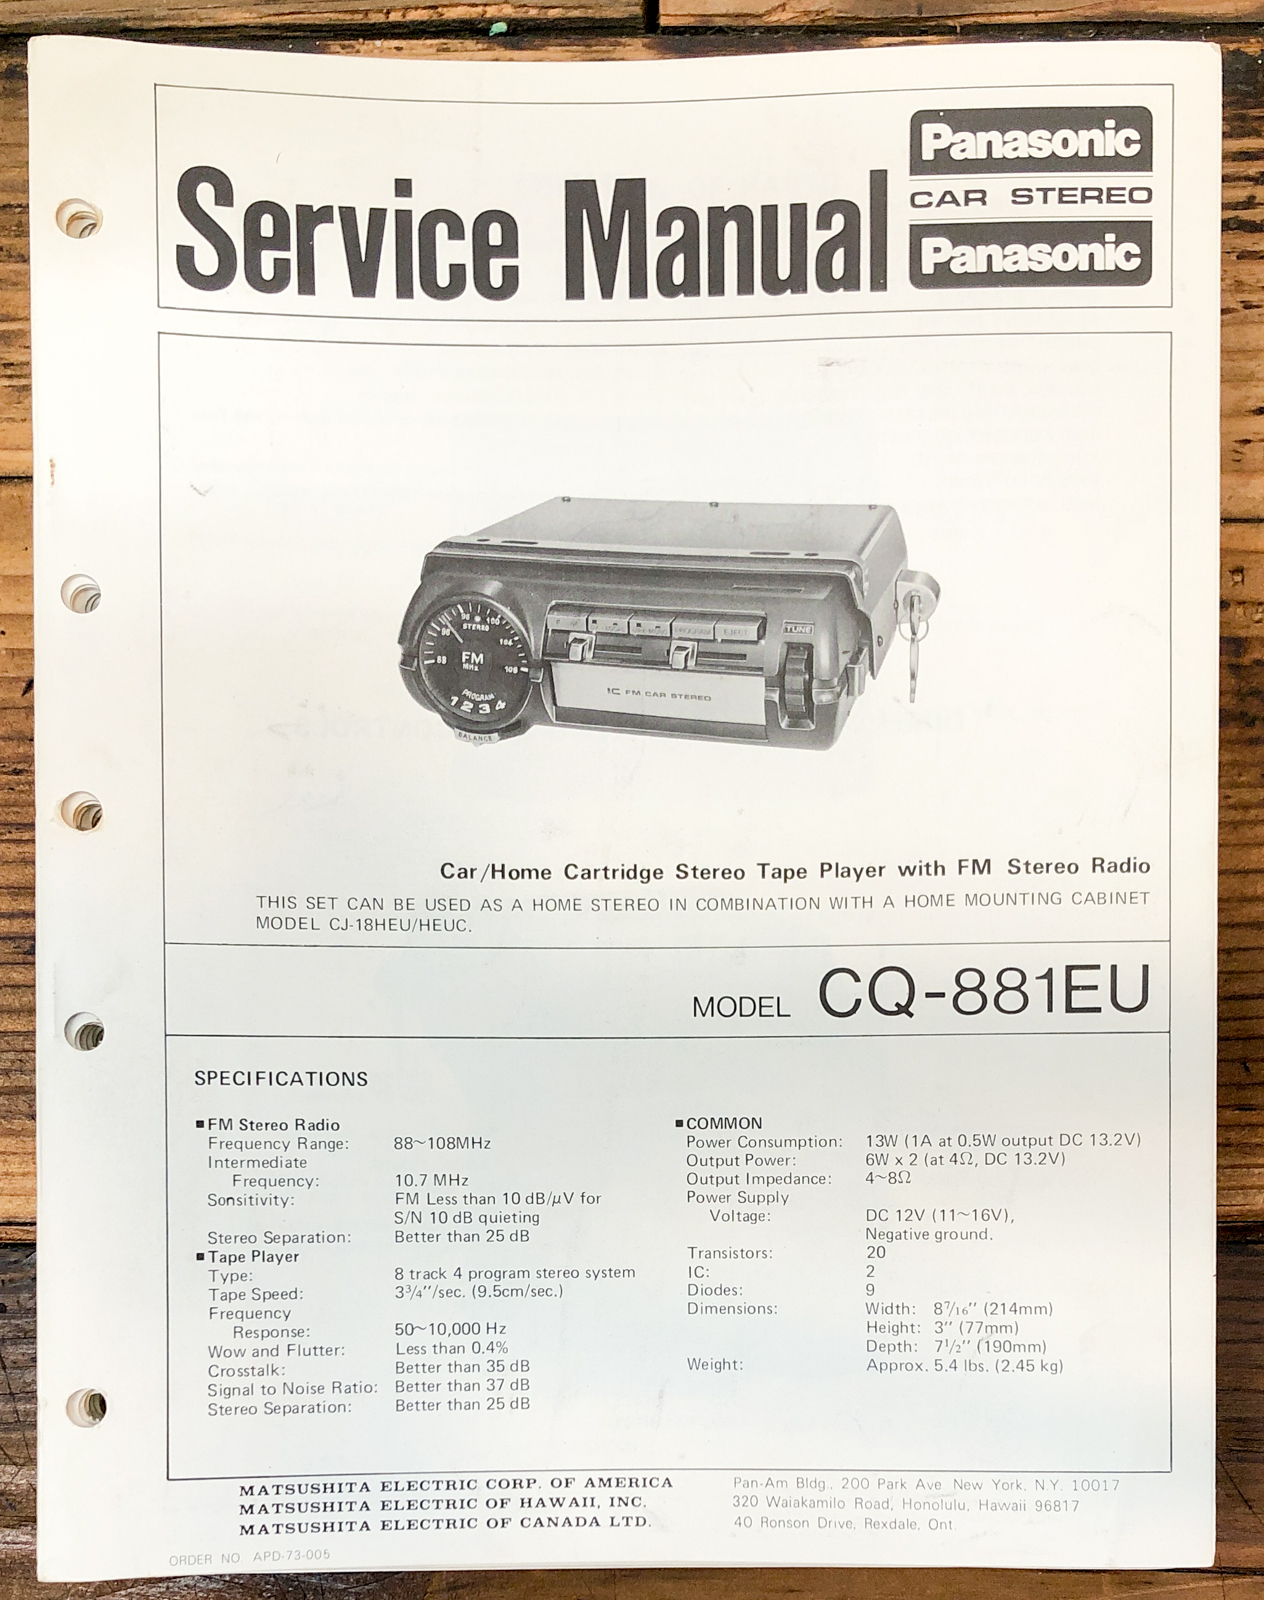 Service Manual
Panasonic
CAR STEREO
Panasonic
96 100
STEREO
90 104
88 FM 108
MHz
PROGRAM
1 2 3 4
BALANCE
PROGRAM EJECT
TUNE
IC FM CAR STEREO
Car/Home Cartridge Stereo Tape Player with FM Stereo Radio
THIS SET CAN BE USED AS A HOME STEREO IN COMBINATION WITH A HOME MOUNTING CABINET
MODEL CJ-18HEU/HEUC.
MODEL CQ-881EU
SPECIFICATIONS
■FM Stereo Radio
Frequency Range: 88~108MHz
Intermediate
Frequency: 10.7 MHz
Sonsitivity: FM Less than 10 dB/μV for
S/N 10 dB quieting
Stereo Separation: Better than 25 dB
■Tape Player
Type: 8 track 4 program stereo system
Tape Speed: 3¾″/sec. (9.5cm/sec.)
Frequency
Response: 50~10,000 Hz
Wow and Flutter: Less than 0.4%
Crosstalk: Better than 35 dB
Signal to Noise Ratio: Better than 37 dB
Stereo Separation: Better than 25 dB
■COMMON
Power Consumption: 13W (1A at 0.5W output DC 13.2V)
Output Power: 6W x 2 (at 4Ω, DC 13.2V)
Output Impedance: 4~8Ω
Power Supply
Voltage: DC 12V (11~16V),
Negative ground.
Transistors: 20
IC: 2
Diodes: 9
Dimensions: Width: 8⁷/₁₆″ (214mm)
Height: 3″ (77mm)
Depth: 7¹/₂″ (190mm)
Weight: Approx. 5.4 lbs. (2.45 kg)
MATSUSHITA ELECTRIC CORP. OF AMERICA Pan-Am Bldg., 200 Park Ave New York, N.Y. 10017
MATSUSHITA ELECTRIC OF HAWAII, INC. 320 Waiakamilo Road, Honolulu, Hawaii 96817
MATSUSHITA ELECTRIC OF CANADA LTD. 40 Ronson Drive, Rexdale, Ont.
ORDER NO APD-73-005